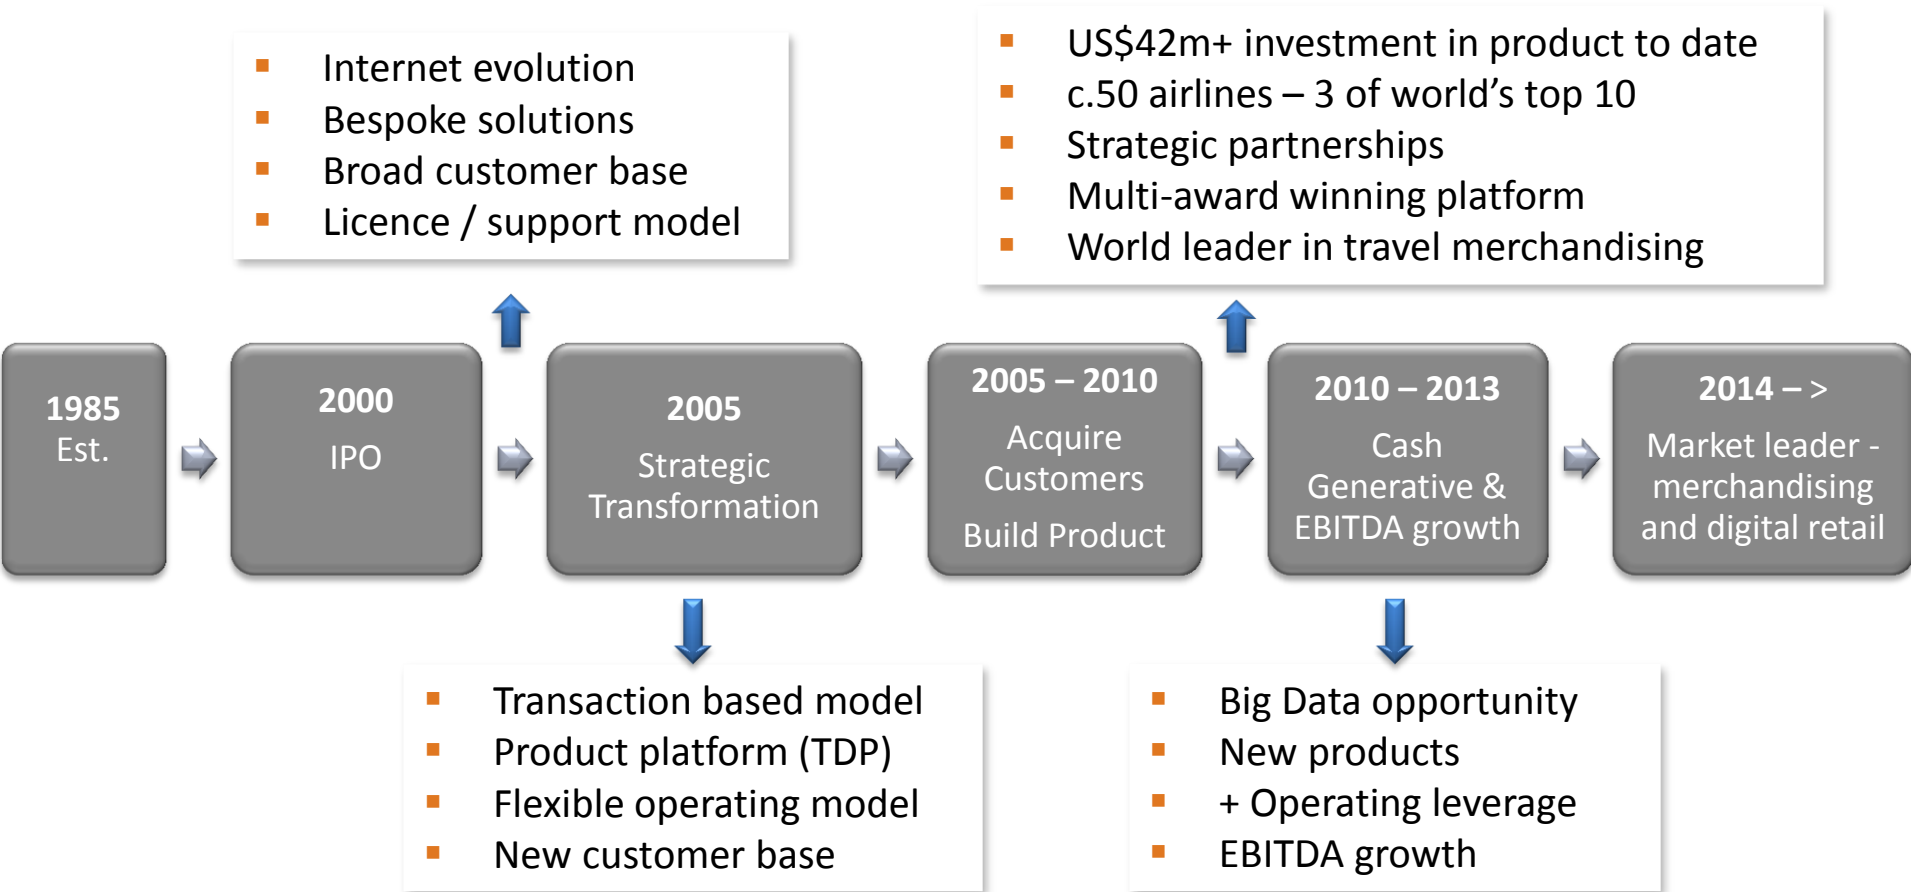 Internet evolution
Bespoke solutions
Broad customer base
Licence / support model
US$42m+ investment in product to date
c.50 airlines – 3 of world’s top 10
Strategic partnerships
Multi-award winning platform
World leader in travel merchandising
1985
Est.
2000
IPO
2005
Strategic
Transformation
2005 – 2010
Acquire
Customers
Build Product
2010 – 2013
Cash
Generative &
EBITDA growth
2014 – >
Market leader -
merchandising
and digital retail
Transaction based model
Product platform (TDP)
Flexible operating model
New customer base
Big Data opportunity
New products
+ Operating leverage
EBITDA growth